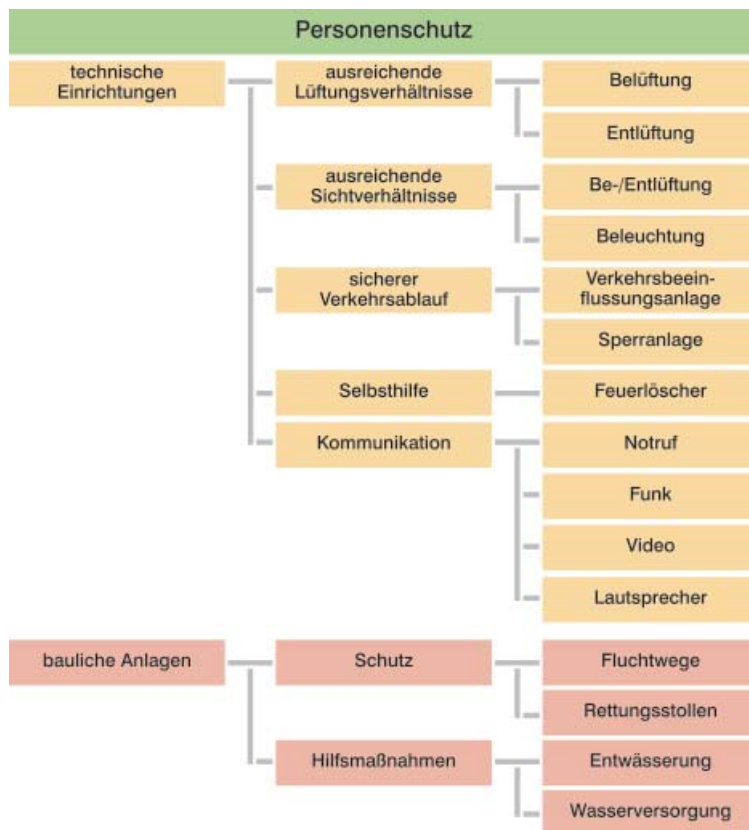 Personenschutz
technische
Einrichtungen
ausreichende
Lüftungsverhältnisse
Belüftung
Entlüftung
ausreichende
Sichtverhältnisse
Be-/Entlüftung
Beleuchtung
sicherer
Verkehrsablauf
Verkehrsbeein-
flussungsanlage
Sperranlage
Selbsthilfe
Feuerlöscher
Kommunikation
Notruf
Funk
Video
Lautsprecher
bauliche Anlagen
Schutz
Fluchtwege
Rettungsstollen
Hilfsmaßnahmen
Entwässerung
Wasserversorgung